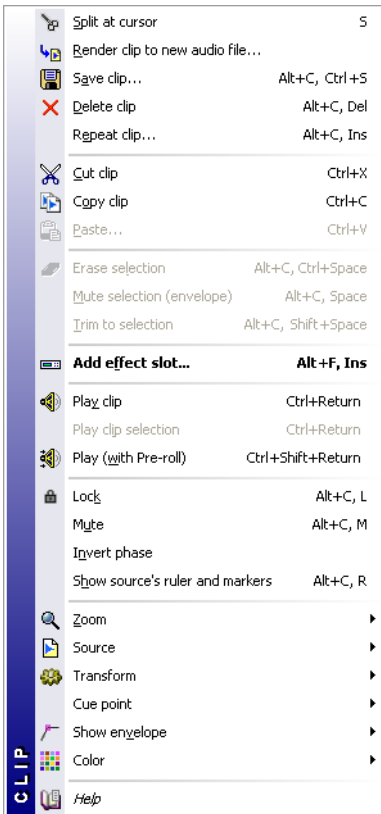 Split at cursor S
Render clip to new audio file...
Save clip... Alt+C, Ctrl+S
Delete clip Alt+C, Del
Repeat clip... Alt+C, Ins
Cut clip Ctrl+X
Copy clip Ctrl+C
Paste... Ctrl+V
Erase selection Alt+C, Ctrl+Space
Mute selection (envelope) Alt+C, Space
Trim to selection Alt+C, Shift+Space
Add effect slot... Alt+F, Ins
Play clip Ctrl+Return
Play clip selection Ctrl+Return
Play (with Pre-roll) Ctrl+Shift+Return
Lock Alt+C, L
Mute Alt+C, M
Invert phase
Show source's ruler and markers Alt+C, R
Zoom
Source
Transform
Cue point
Show envelope
Color
Help
CLIP